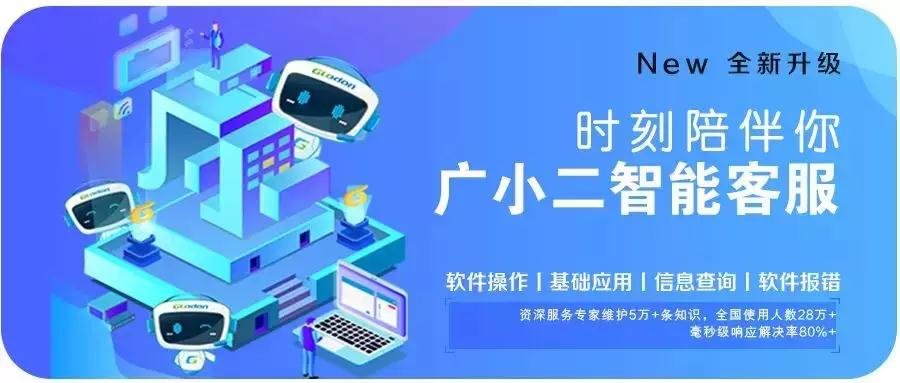 New 全新升级
时刻陪伴你
广小二智能客服
软件操作丨基础应用丨信息查询丨软件报错
资深服务专家维护5万+条知识，全国使用人数28万+
毫秒级响应解决率80%+
GLodon
GLodon
GLodon